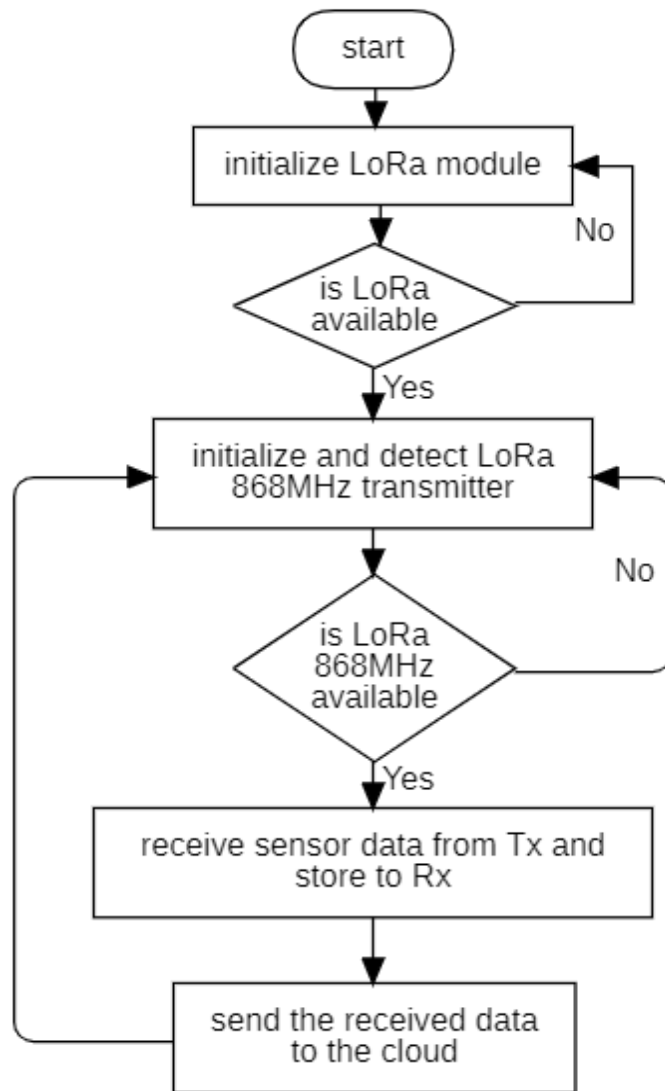 start
initialize LoRa module
No
is LoRa
available
Yes
initialize and detect LoRa
868MHz transmitter
No
is LoRa
868MHz
available
Yes
receive sensor data from Tx and
store to Rx
send the received data
to the cloud